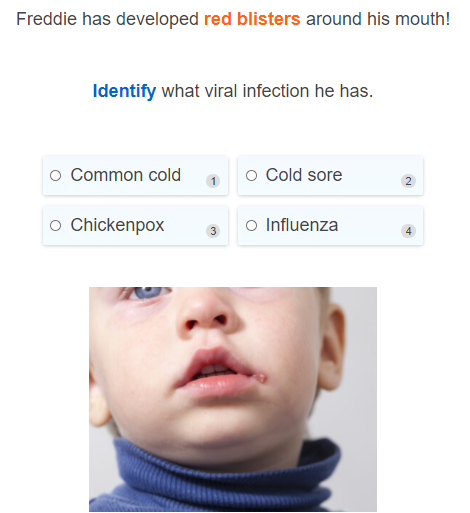 Freddie has developed red blisters around his mouth!
Identify what viral infection he has.
Common cold 1
Cold sore 2
Chickenpox 3
Influenza 4